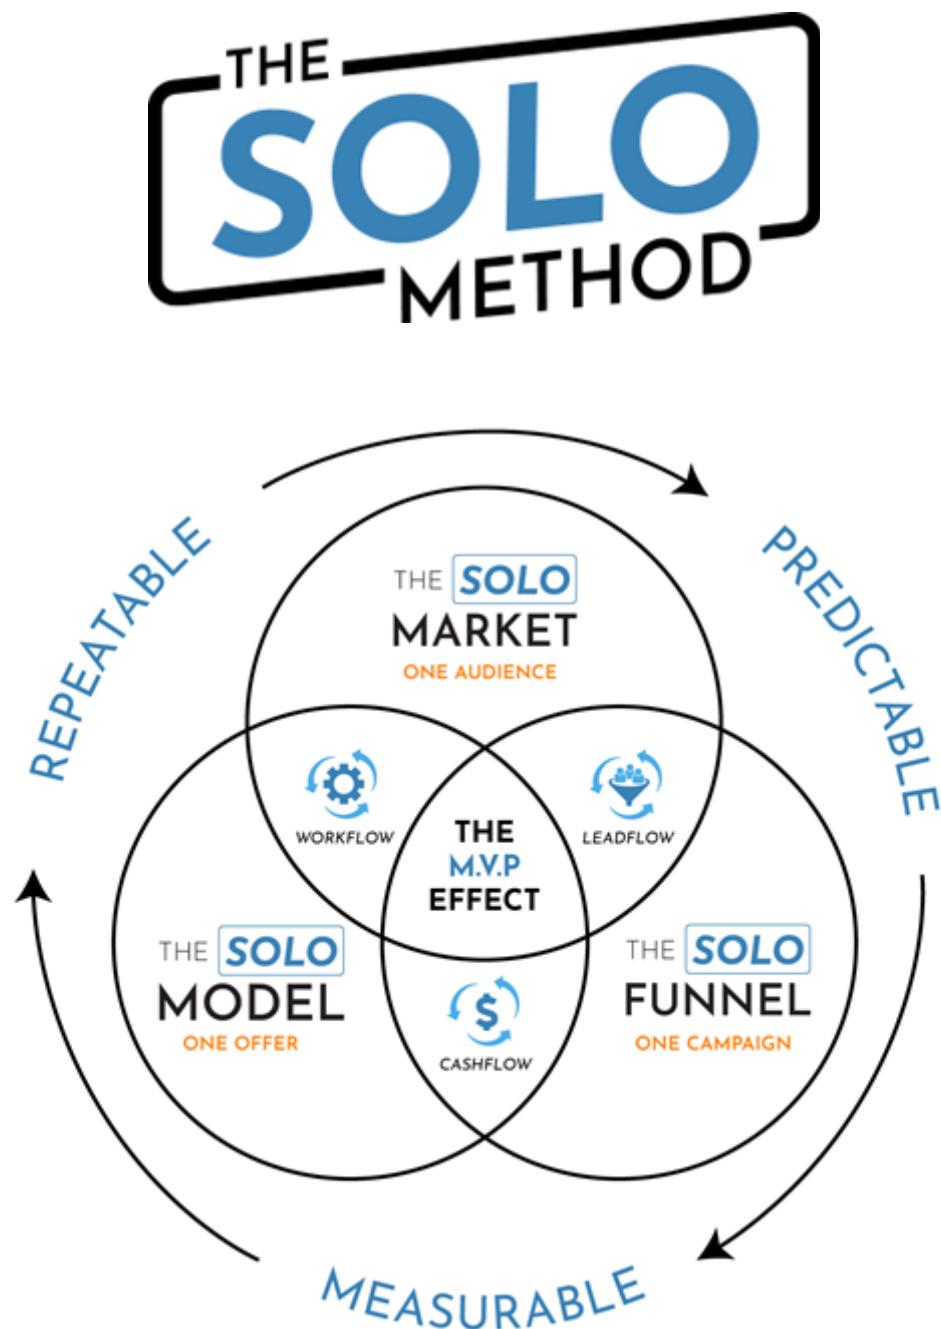 THE
SOLO
METHOD
REPEATABLE
PREDICTABLE
THE SOLO
MARKET
ONE AUDIENCE
WORKFLOW
LEADFLOW
THE
M.V.P
EFFECT
THE SOLO
MODEL
ONE OFFER
THE SOLO
FUNNEL
ONE CAMPAIGN
$
CASHFLOW
MEASURABLE